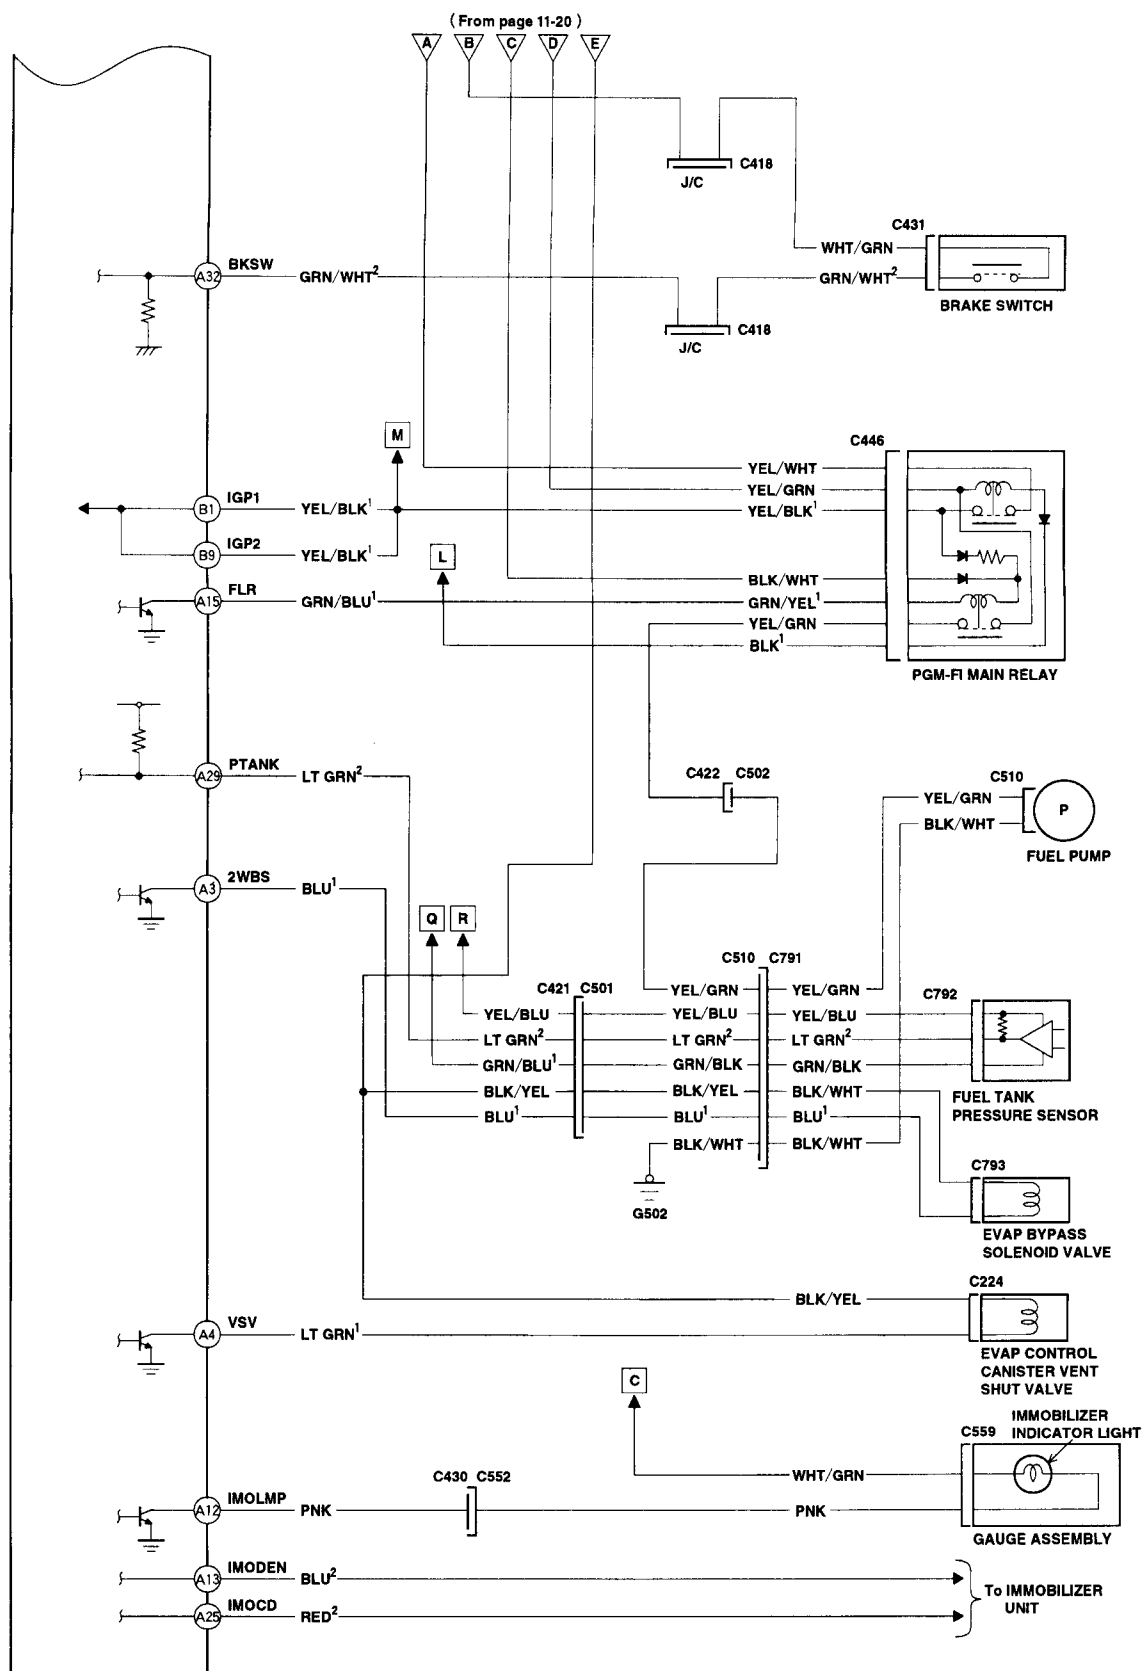 ( From page 11-20 )
A B C D E
C418
J/C
C431
WHT/GRN
A32 BKSW
GRN/WHT2
GRN/WHT2
BRAKE SWITCH
C418
J/C
M
C446
YEL/WHT
YEL/GRN
B1 IGP1
YEL/BLK1
YEL/BLK1
B9 IGP2
YEL/BLK1
L
BLK/WHT
A15 FLR
GRN/BLU1
GRN/YEL1
YEL/GRN
BLK1
PGM-FI MAIN RELAY
A29 PTANK
LT GRN2
C422 C502
C510
YEL/GRN
P
BLK/WHT
FUEL PUMP
A3 2WBS
BLU1
Q R
C421 C501
C510 C791
C792
YEL/GRN YEL/GRN
YEL/BLU YEL/BLU YEL/BLU
LT GRN2 LT GRN2 LT GRN2
GRN/BLU1 GRN/BLK GRN/BLK
BLK/YEL BLK/YEL BLK/WHT
BLU1 BLU1 BLU1
BLK/WHT BLK/WHT
FUEL TANK
PRESSURE SENSOR
G502
C793
EVAP BYPASS
SOLENOID VALVE
C224
BLK/YEL
A4 VSV
LT GRN1
EVAP CONTROL
CANISTER VENT
SHUT VALVE
C
IMMOBILIZER
INDICATOR LIGHT
C559
WHT/GRN
C430 C552
A12 IMOLMP
PNK
PNK
GAUGE ASSEMBLY
A13 IMODEN
BLU2
A25 IMOCD
RED2
To IMMOBILIZER
UNIT